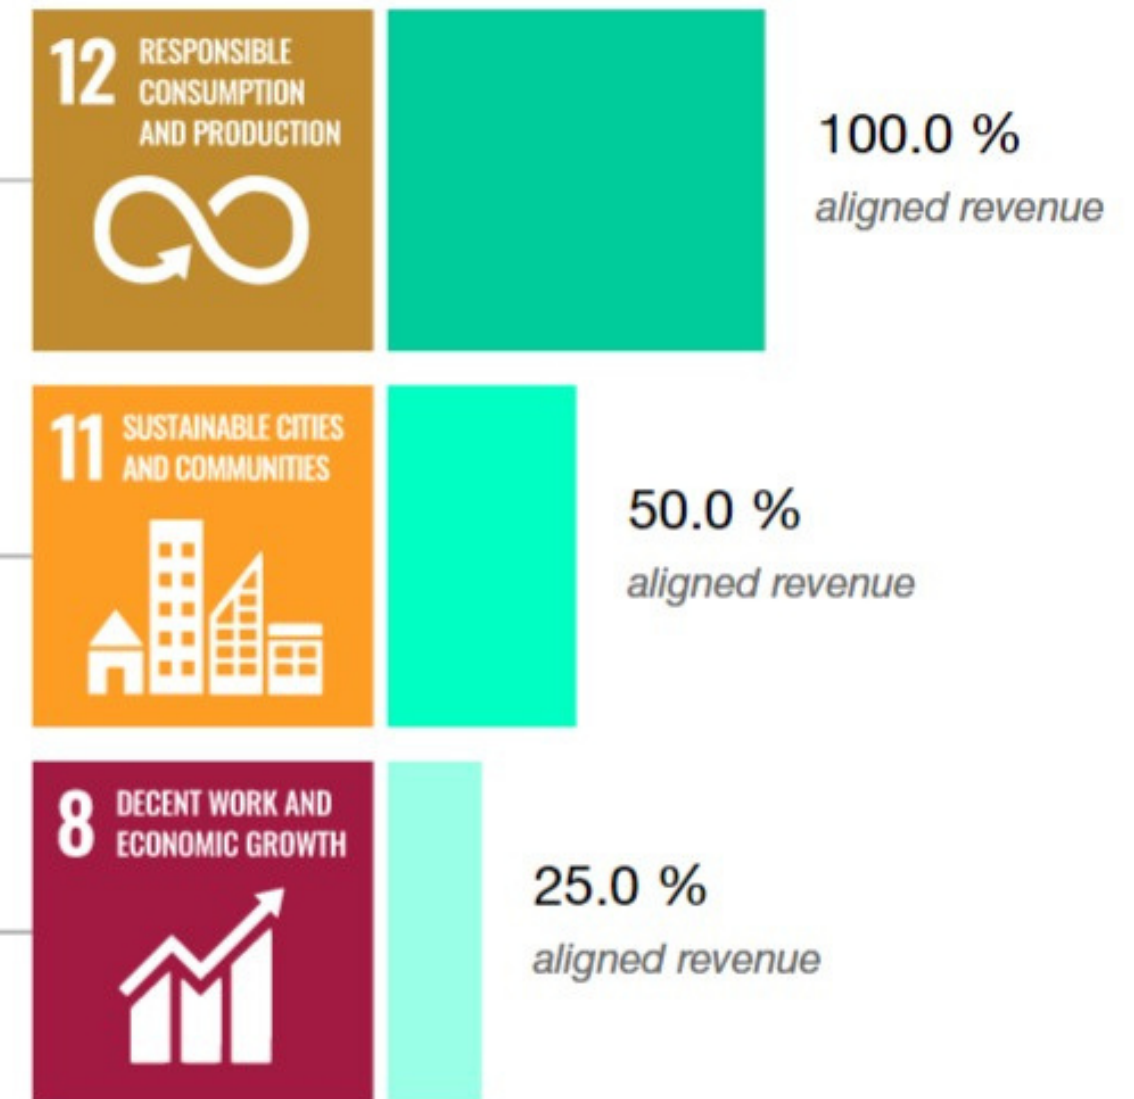 12
RESPONSIBLE
CONSUMPTION
AND PRODUCTION
100.0 %
aligned revenue
11
SUSTAINABLE CITIES
AND COMMUNITIES
50.0 %
aligned revenue
8
DECENT WORK AND
ECONOMIC GROWTH
25.0 %
aligned revenue